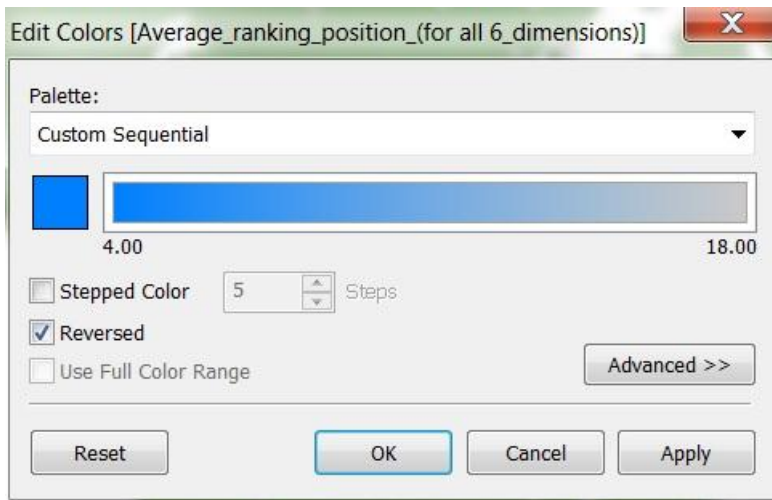 Edit Colors [Average_ranking_position_(for all 6_dimensions)]
X
Palette:
Custom Sequential
4.00 18.00
Stepped Color 5 Steps
Reversed
Use Full Color Range
Advanced >>
Reset OK Cancel Apply